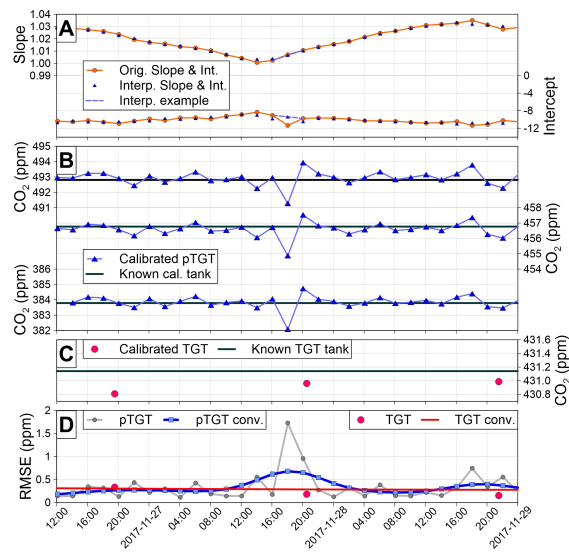 A
Slope
1.04
1.03
1.02
1.01
1.00
0.99
Orig. Slope & Int.
Interp. Slope & Int.
Interp. example
0
-4
-8
-12
Intercept
B
CO₂ (ppm)
495
494
493
492
491
458
457
456
455
454
CO₂ (ppm)
Calibrated pTGT
Known cal. tank
CO₂ (ppm)
386
385
384
383
382
C
Calibrated TGT
Known TGT tank
431.6
431.2
431.0
430.8
CO₂ (ppm)
D
RMSE (ppm)
2
1.5
1
0.5
0
pTGT
pTGT conv.
TGT
TGT conv.
12:00
16:00
20:00
2017-11-27
04:00
08:00
12:00
16:00
20:00
2017-11-28
04:00
08:00
12:00
16:00
20:00
2017-11-29